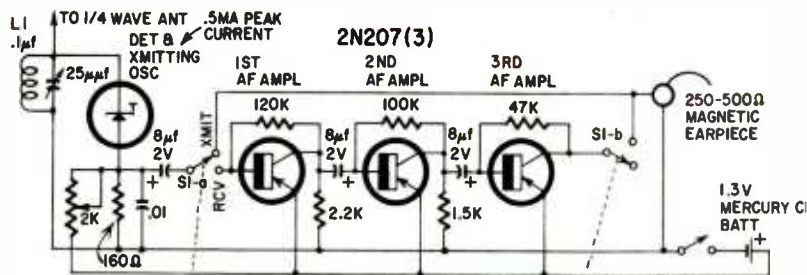 L1
.1μf
TO 1/4 WAVE ANT
.5MA PEAK
CURRENT
DET &
XMITTING
OSC
25μμf
2N207(3)
1ST
AF AMPL
2ND
AF AMPL
3RD
AF AMPL
120K
100K
47K
250-500Ω
MAGNETIC
EARPIECE
8μf
2V
XMIT
S1-a
RCV
8μf
2V
8μf
2V
S1-b
+
+
+
2K
160Ω
.01
2.2K
1.5K
1.3V
MERCURY C
BATT
+